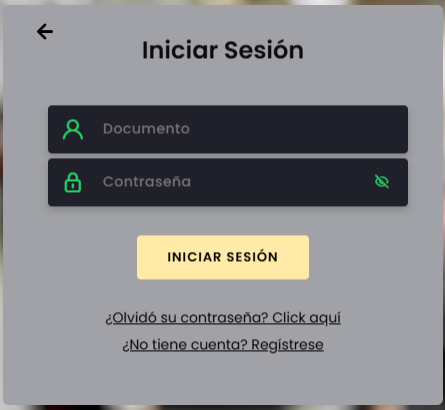 Iniciar Sesión
Documento
Contraseña
INICIAR SESIÓN
¿Olvidó su contraseña? Click aquí
¿No tiene cuenta? Regístrese